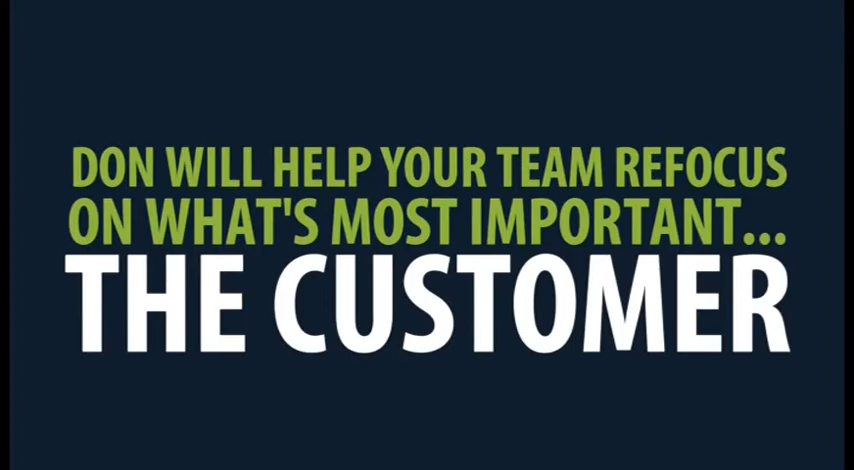 DON WILL HELP YOUR TEAM REFOCUS
ON WHAT'S MOST IMPORTANT...
THE CUSTOMER